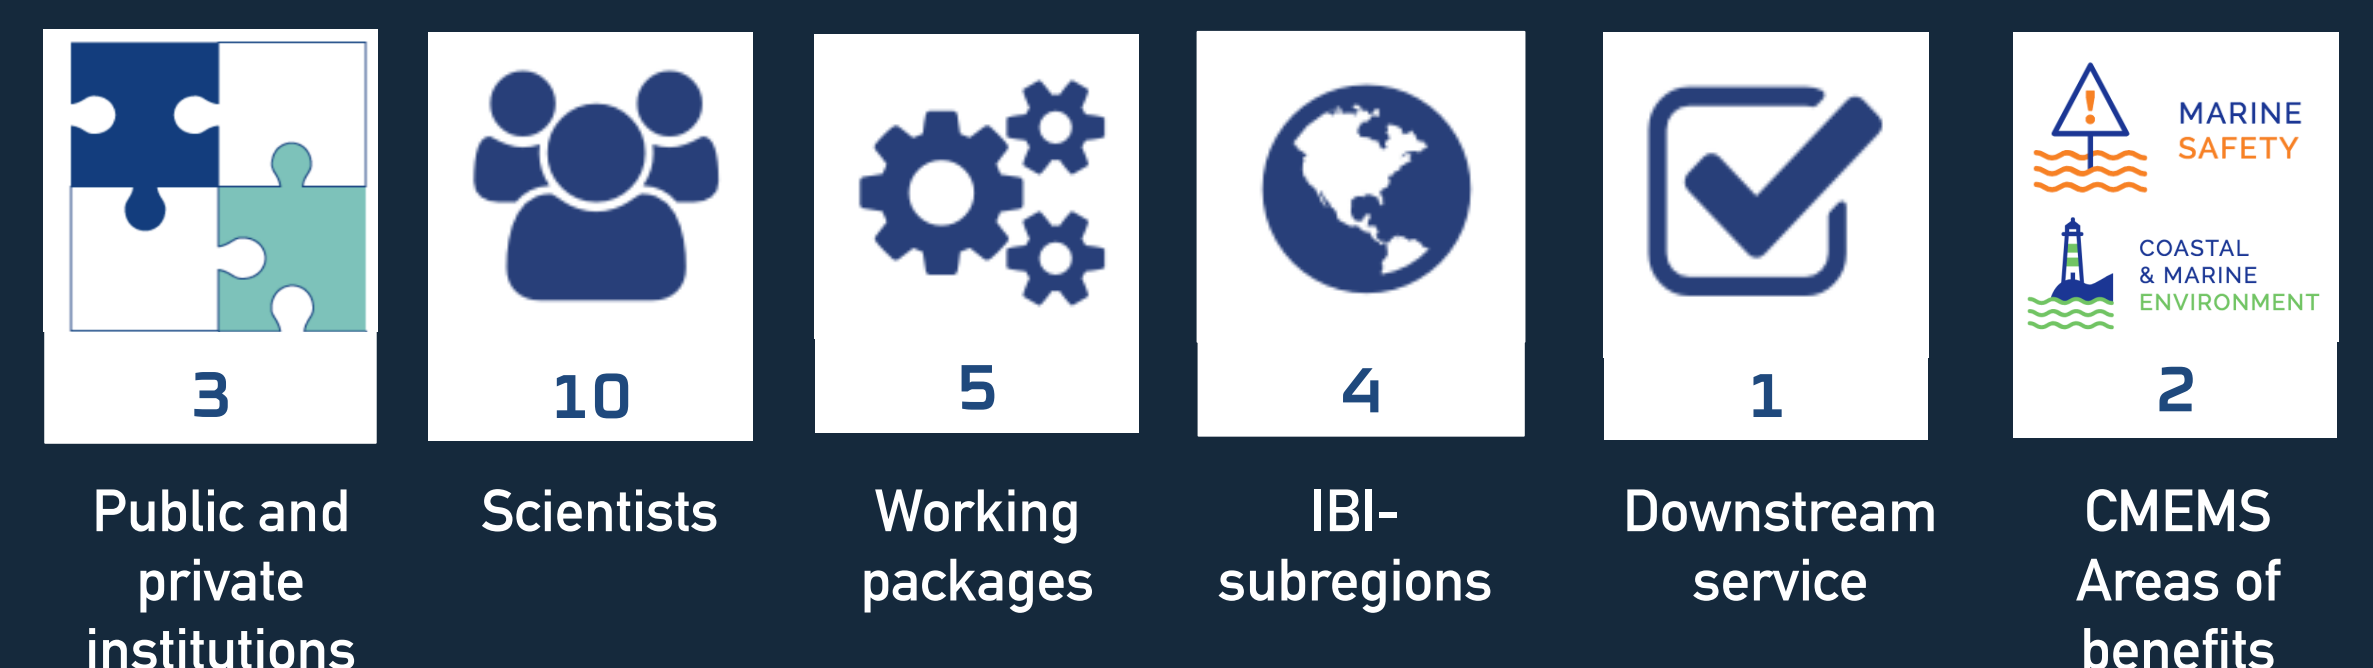 3
Public and
private
institutions
10
Scientists
5
Working
packages
4
IBI-
subregions
1
Downstream
service
MARINE
SAFETY
COASTAL
& MARINE
ENVIRONMENT
2
CMEMS
Areas of
benefits